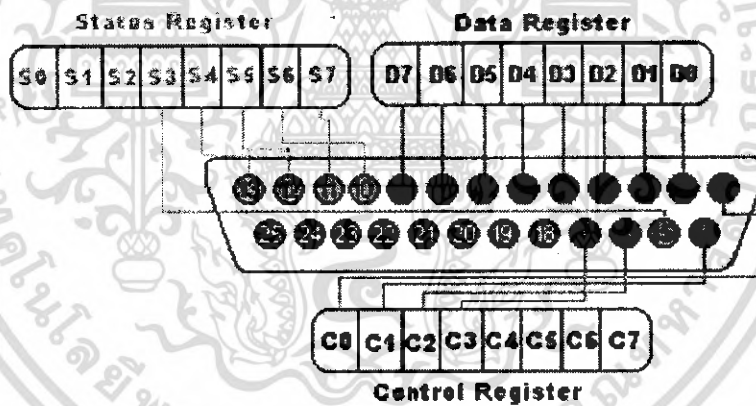 Status Register
Data Register
S0 S1 S2 S3 S4 S5 S6 S7
D7 D6 D5 D4 D3 D2 D1 D0
13 12 11 10
25 24 23 22 21 20 19 18
C0 C1 C2 C3 C4 C5 C6 C7
Control Register